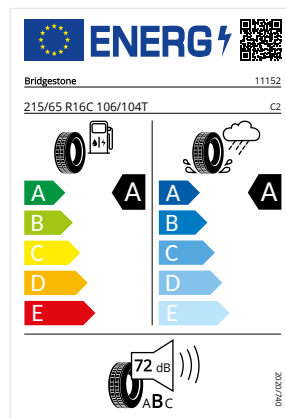 ENERG
Bridgestone 11152
215/65 R16C 106/104T C2
A A A A
B B
C C
D D
E E
72 dB
ABC
2020/740